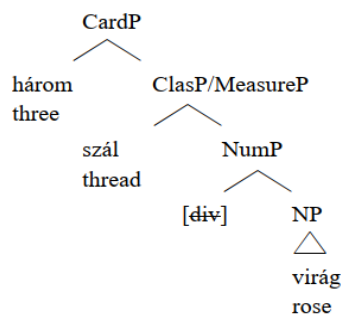 CardP
három ClasP/MeasureP
three
szál NumP
thread
[div] NP
virág
rose